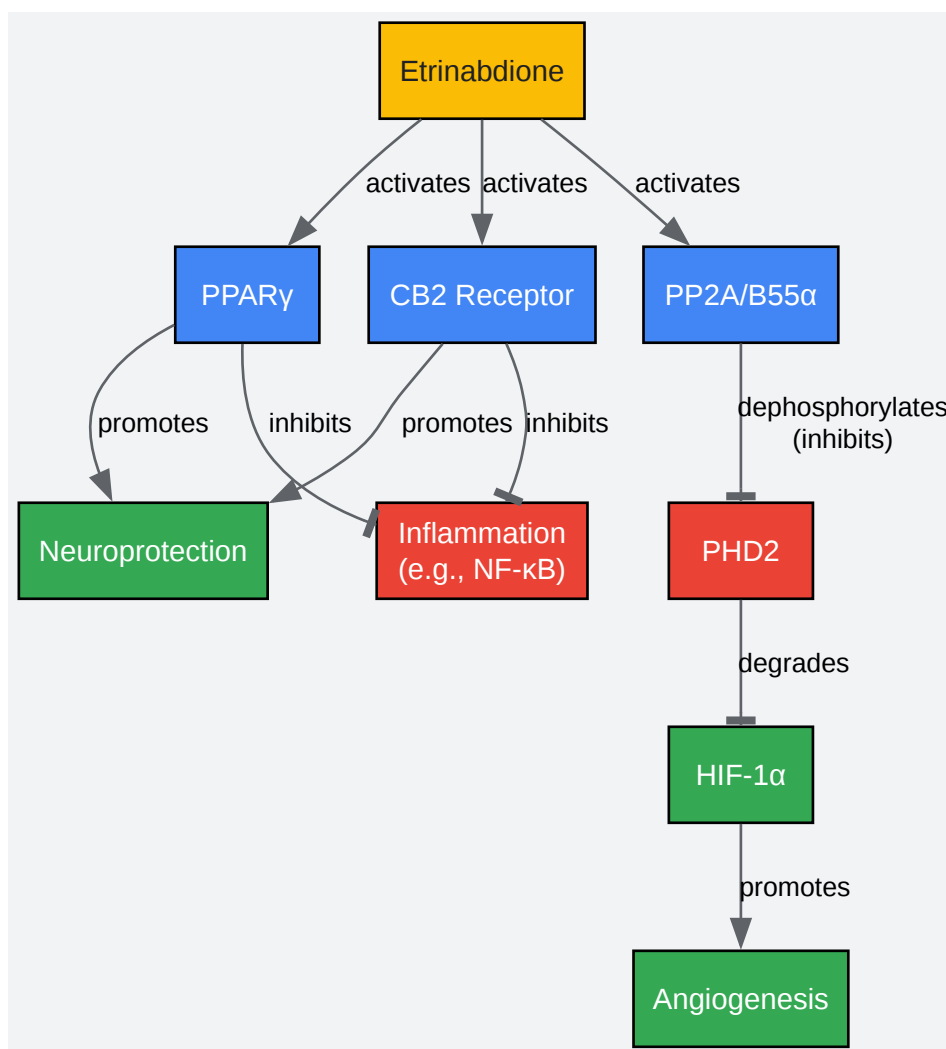 Etrinabdione
activates
activates
activates
PPARγ
CB2 Receptor
PP2A/B55α
promotes
inhibits
promotes
inhibits
dephosphorylates
(inhibits)
Neuroprotection
Inflammation
(e.g., NF-κB)
PHD2
degrades
HIF-1α
promotes
Angiogenesis